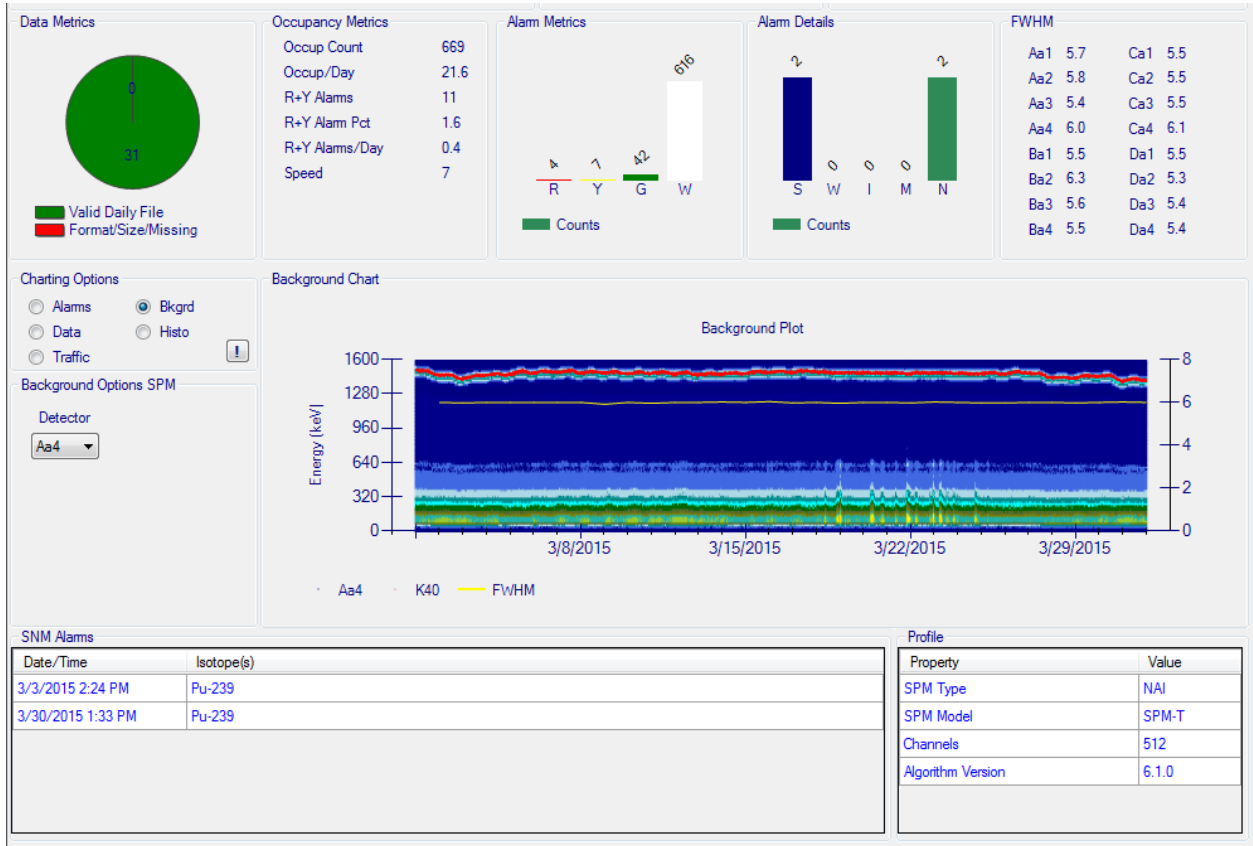 Data Metrics
0
31
Valid Daily File
Format/Size/Missing
Occupancy Metrics
Occup Count 669
Occup/Day 21.6
R+Y Alarms 11
R+Y Alarm Pct 1.6
R+Y Alarms/Day 0.4
Speed 7
Alarm Metrics
4 7 42 616
R Y G W
Counts
Alarm Details
2 0 0 0 2
S W I M N
Counts
FWHM
Aa1 5.7 Ca1 5.5
Aa2 5.8 Ca2 5.5
Aa3 5.4 Ca3 5.5
Aa4 6.0 Ca4 6.1
Ba1 5.5 Da1 5.5
Ba2 6.3 Da2 5.3
Ba3 5.6 Da3 5.4
Ba4 5.5 Da4 5.4
Charting Options
Alarms Bkgrd
Data Histo
Traffic !
Background Options SPM
Detector
Aa4
Background Chart
Background Plot
Energy (keV)
1600 8
1280 6
960
640 4
320 2
0 0
3/8/2015 3/15/2015 3/22/2015 3/29/2015
Aa4 K40 FWHM
SNM Alarms
Date/Time Isotope(s)
3/3/2015 2:24 PM Pu-239
3/30/2015 1:33 PM Pu-239
Profile
Property Value
SPM Type NAI
SPM Model SPM-T
Channels 512
Algorithm Version 6.1.0